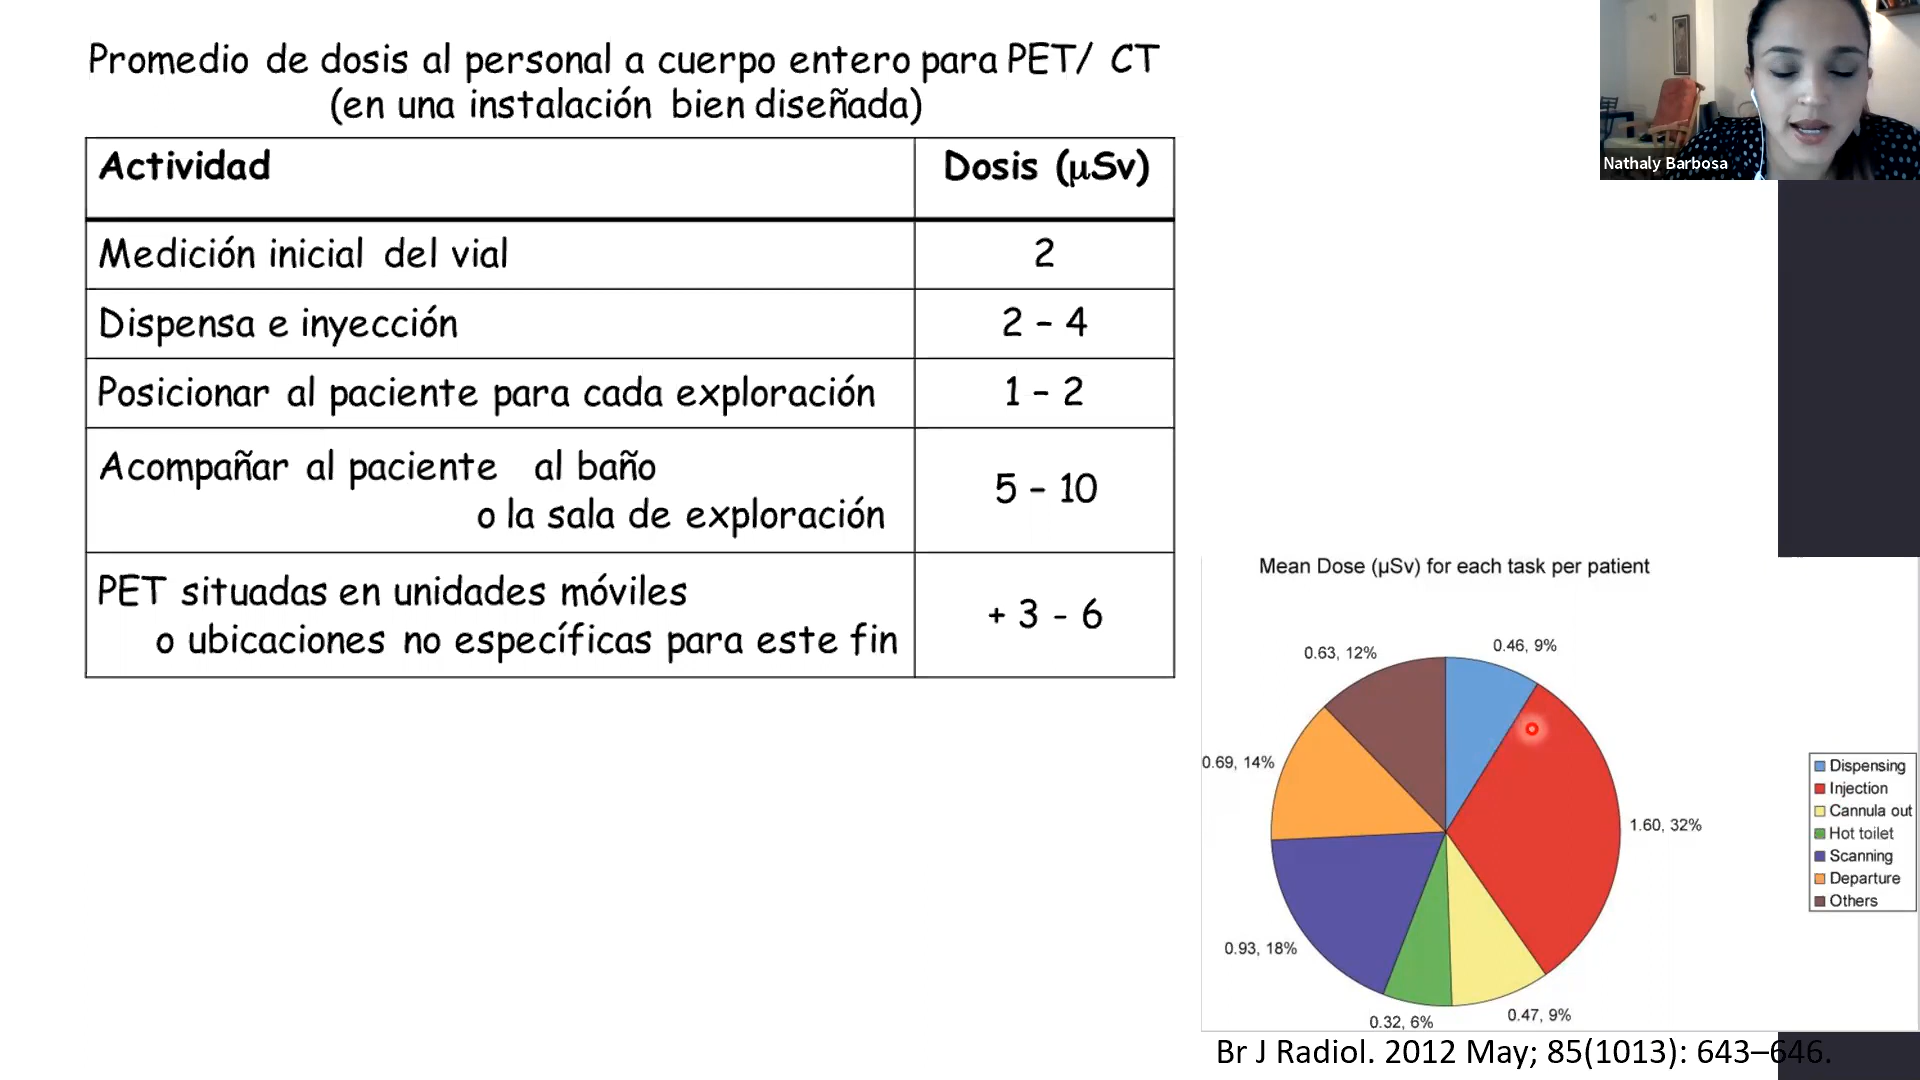 Promedio de dosis al personal a cuerpo entero para PET/ CT
(en una instalación bien diseñada)
Actividad
Dosis (μSv)
Medición inicial del vial
2
Dispensa e inyección
2 – 4
Posicionar al paciente para cada exploración
1 – 2
Acompañar al paciente al baño
o la sala de exploración
5 – 10
PET situadas en unidades móviles
o ubicaciones no específicas para este fin
+ 3 - 6
Nathaly Barbosa
Mean Dose (μSv) for each task per patient
0.63, 12%
0.46, 9%
0.69, 14%
1.60, 32%
0.93, 18%
0.32, 6%
0.47, 9%
Dispensing
Injection
Cannula out
Hot toilet
Scanning
Departure
Others
Br J Radiol. 2012 May; 85(1013): 643–646.